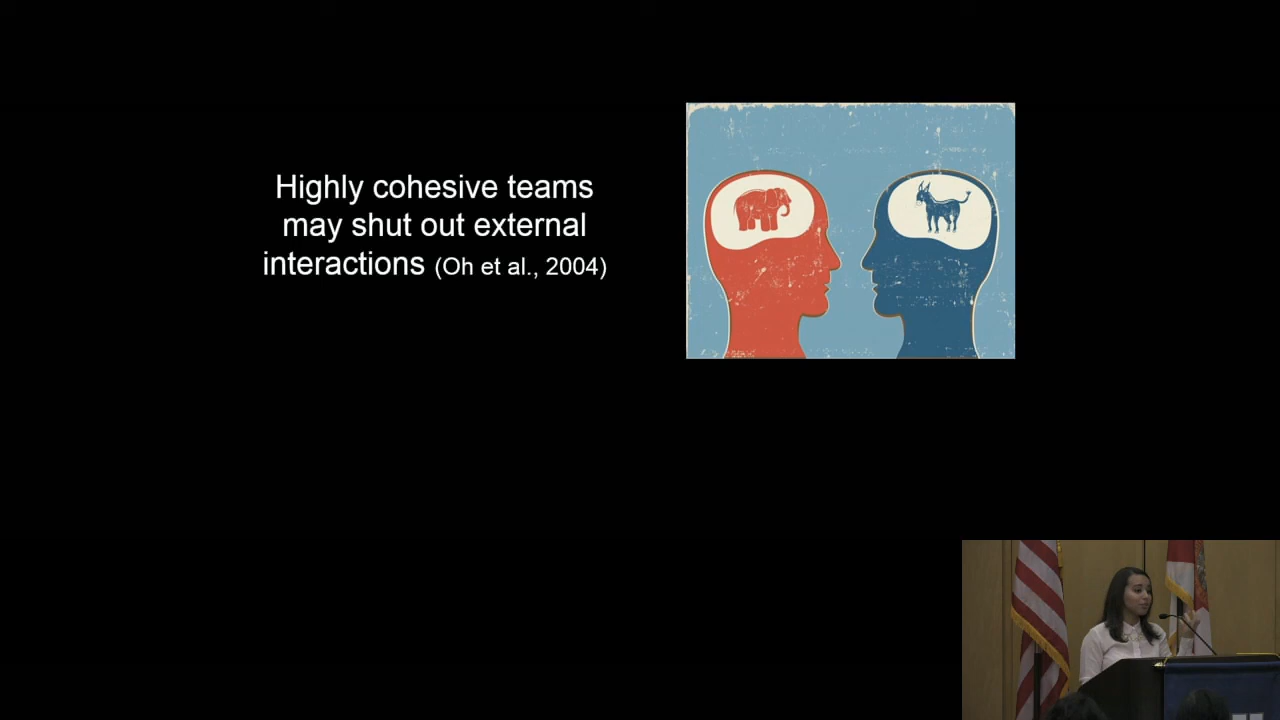 Highly cohesive teams
may shut out external
interactions (Oh et al., 2004)